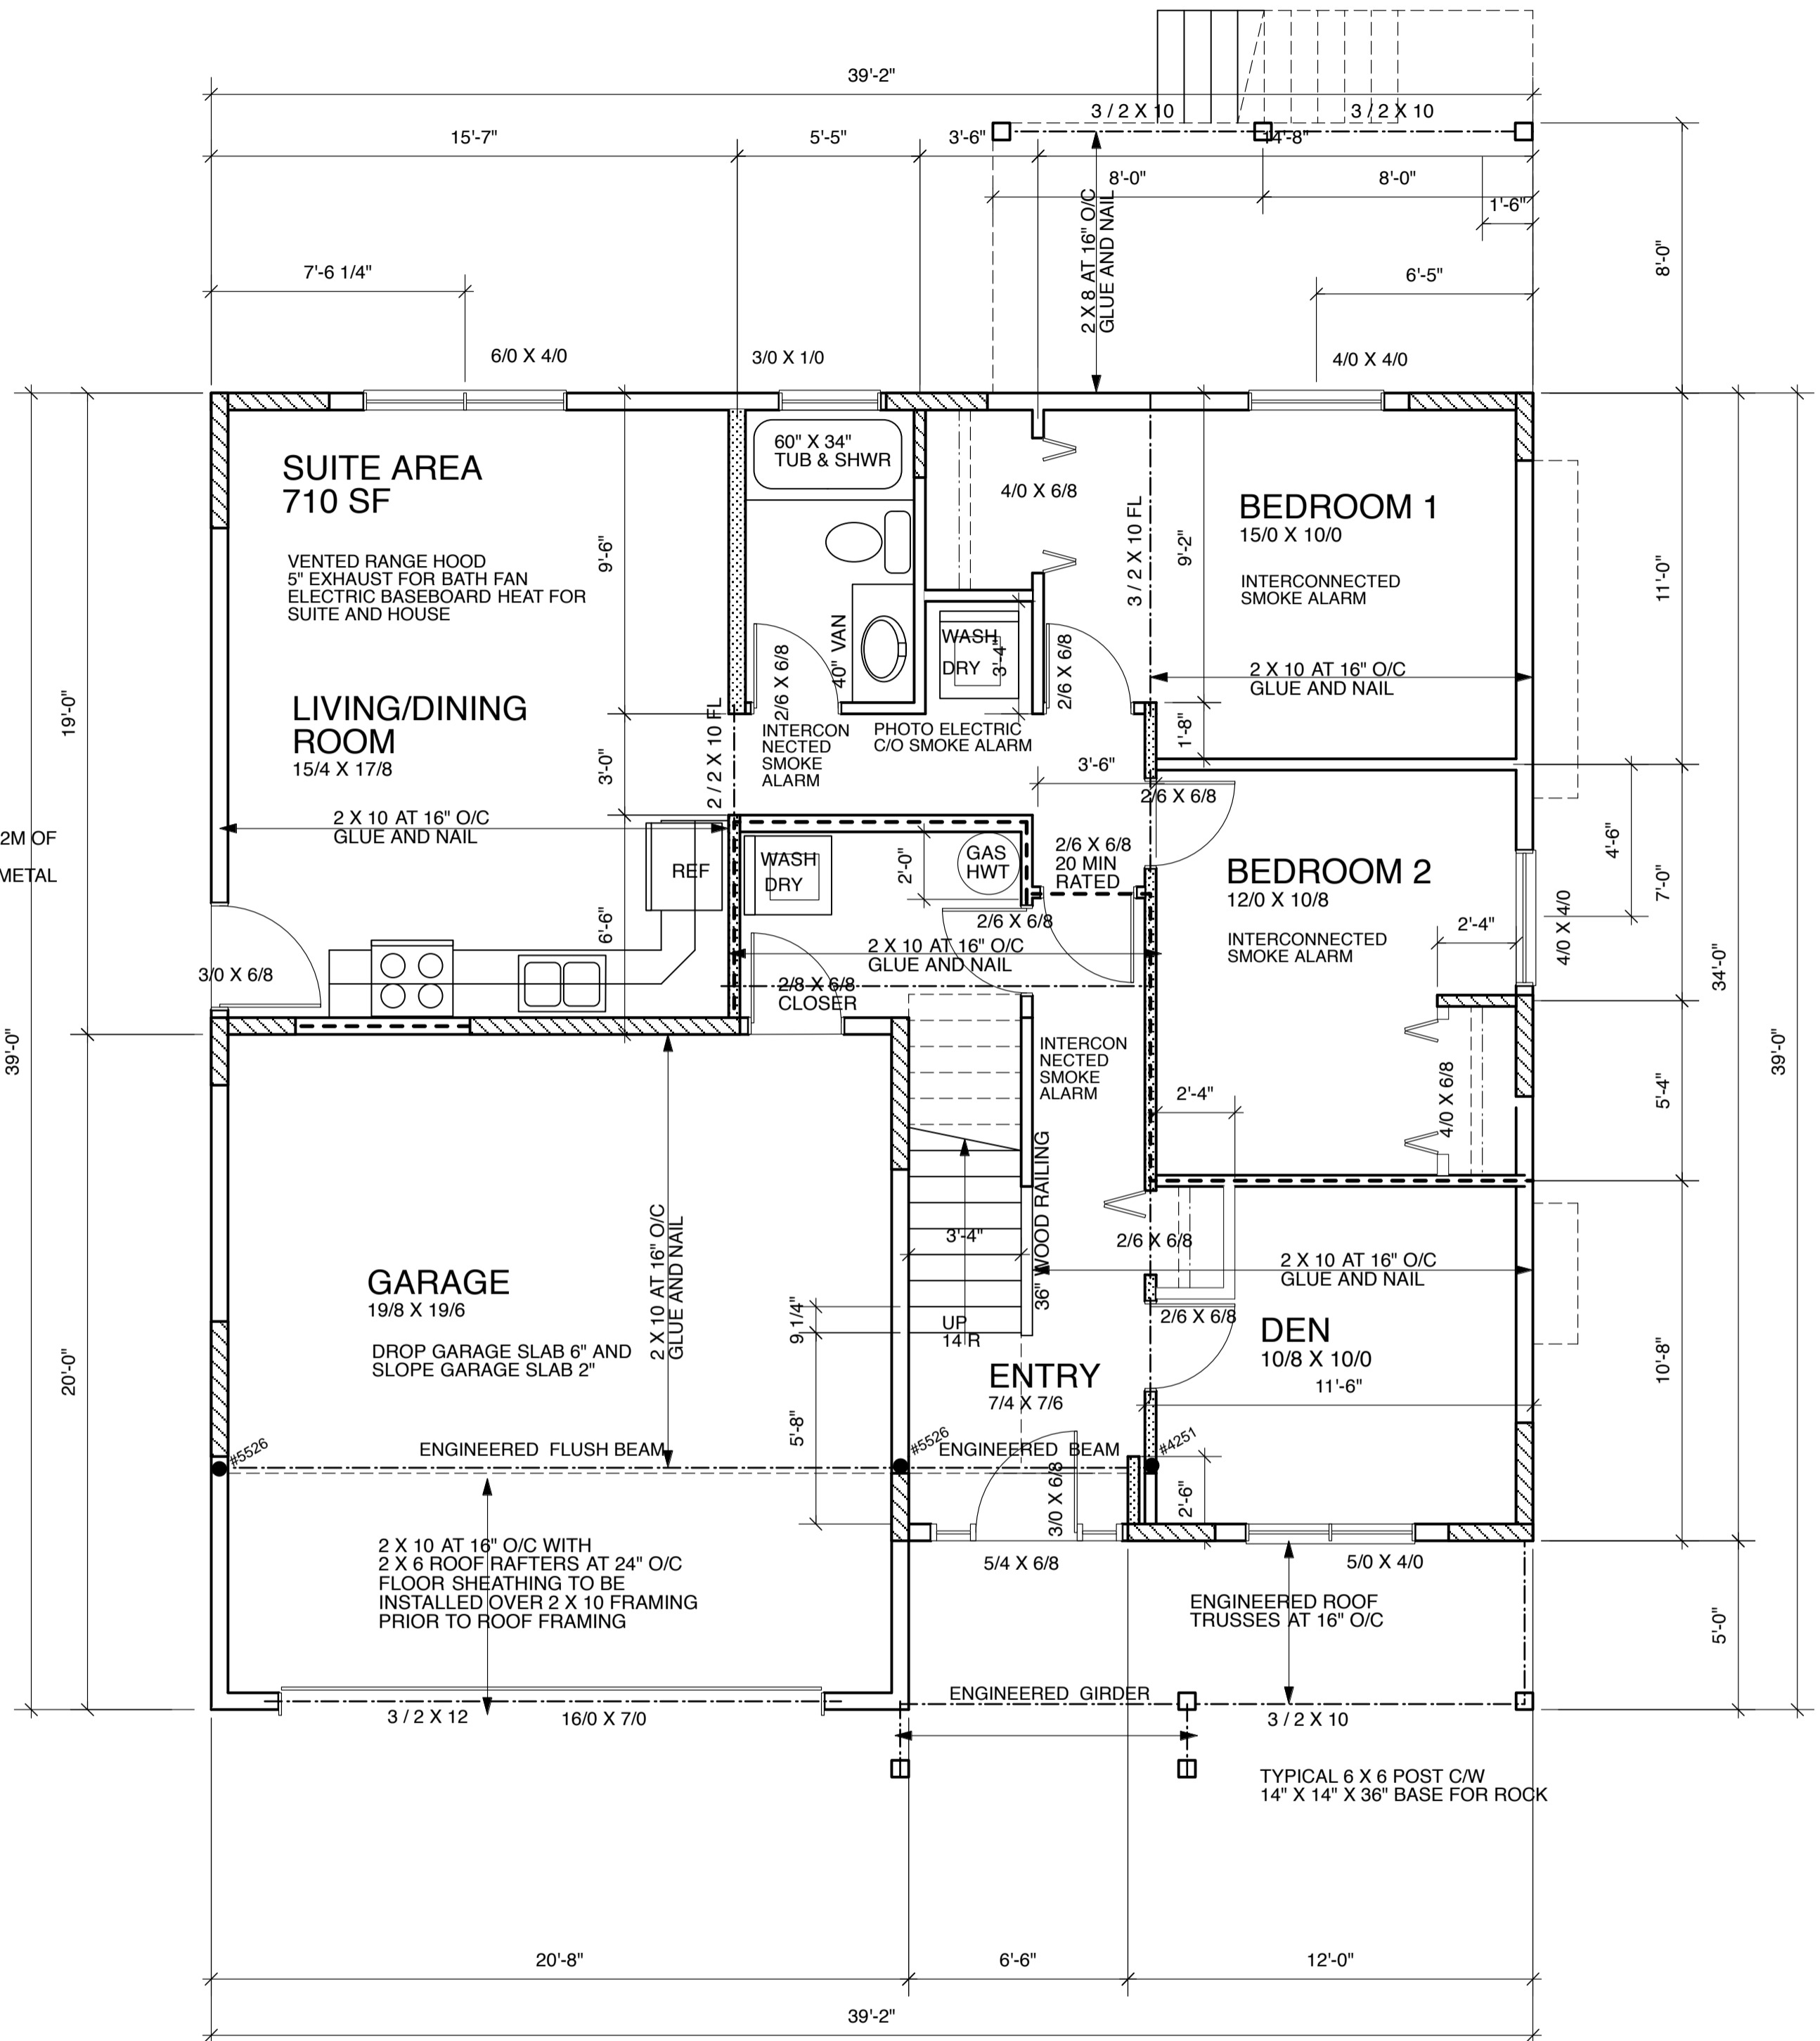 39'-2"
3 / 2 X 10
3 / 2 X 10
15'-7"
5'-5"
3'-6"
14'-8"
8'-0"
8'-0"
1'-6"
2 X 8 AT 16" O/C
GLUE AND NAIL
8'-0"
7'-6 1/4"
6'-5"
6/0 X 4/0
3/0 X 1/0
4/0 X 4/0
SUITE AREA
710 SF
VENTED RANGE HOOD
5" EXHAUST FOR BATH FAN
ELECTRIC BASEBOARD HEAT FOR
SUITE AND HOUSE
9'-6"
60" X 34"
TUB & SHWR
4/0 X 6/8
3 / 2 X 10 FL
9'-2"
BEDROOM 1
15/0 X 10/0
INTERCONNECTED
SMOKE ALARM
11'-0"
40" VAN
WASH
DRY
3'-4"
2/6 X 6/8
2/6 X 6/8
2 X 10 AT 16" O/C
GLUE AND NAIL
19'-0"
LIVING/DINING
ROOM
15/4 X 17/8
2 / 2 X 10 FL
INTERCON
NECTED
SMOKE
ALARM
PHOTO ELECTRIC
C/O SMOKE ALARM
1'-8"
3'-0"
3'-6"
2/6 X 6/8
2M OF
METAL
2 X 10 AT 16" O/C
GLUE AND NAIL
REF
WASH
DRY
2'-0"
GAS
HWT
2/6 X 6/8
20 MIN
RATED
2/6 X 6/8
BEDROOM 2
12/0 X 10/8
INTERCONNECTED
SMOKE ALARM
2'-4"
4/0 X 4/0
4'-6"
7'-0"
34'-0"
6'-6"
2 X 10 AT 16" O/C
GLUE AND NAIL
3/0 X 6/8
2/8 X 6/8
CLOSER
39'-0"
39'-0"
INTERCON
NECTED
SMOKE
ALARM
2'-4"
4/0 X 6/8
5'-4"
36" WOOD RAILING
2 X 10 AT 16" O/C
GLUE AND NAIL
3'-4"
2/6 X 6/8
2 X 10 AT 16" O/C
GLUE AND NAIL
GARAGE
19/8 X 19/6
DROP GARAGE SLAB 6" AND
SLOPE GARAGE SLAB 2"
9 1/4"
UP
14 R
2/6 X 6/8
DEN
10/8 X 10/0
11'-6"
20'-0"
10'-8"
ENTRY
7/4 X 7/6
5'-8"
#5526
ENGINEERED FLUSH BEAM
#5526
ENGINEERED BEAM
#4251
3/0 X 6/8
2'-6"
2 X 10 AT 16" O/C WITH
2 X 6 ROOF RAFTERS AT 24" O/C
FLOOR SHEATHING TO BE
INSTALLED OVER 2 X 10 FRAMING
PRIOR TO ROOF FRAMING
5/4 X 6/8
5/0 X 4/0
ENGINEERED ROOF
TRUSSES AT 16" O/C
5'-0"
ENGINEERED GIRDER
3 / 2 X 12
16/0 X 7/0
3 / 2 X 10
TYPICAL 6 X 6 POST C/W
14" X 14" X 36" BASE FOR ROCK
20'-8"
6'-6"
12'-0"
39'-2"